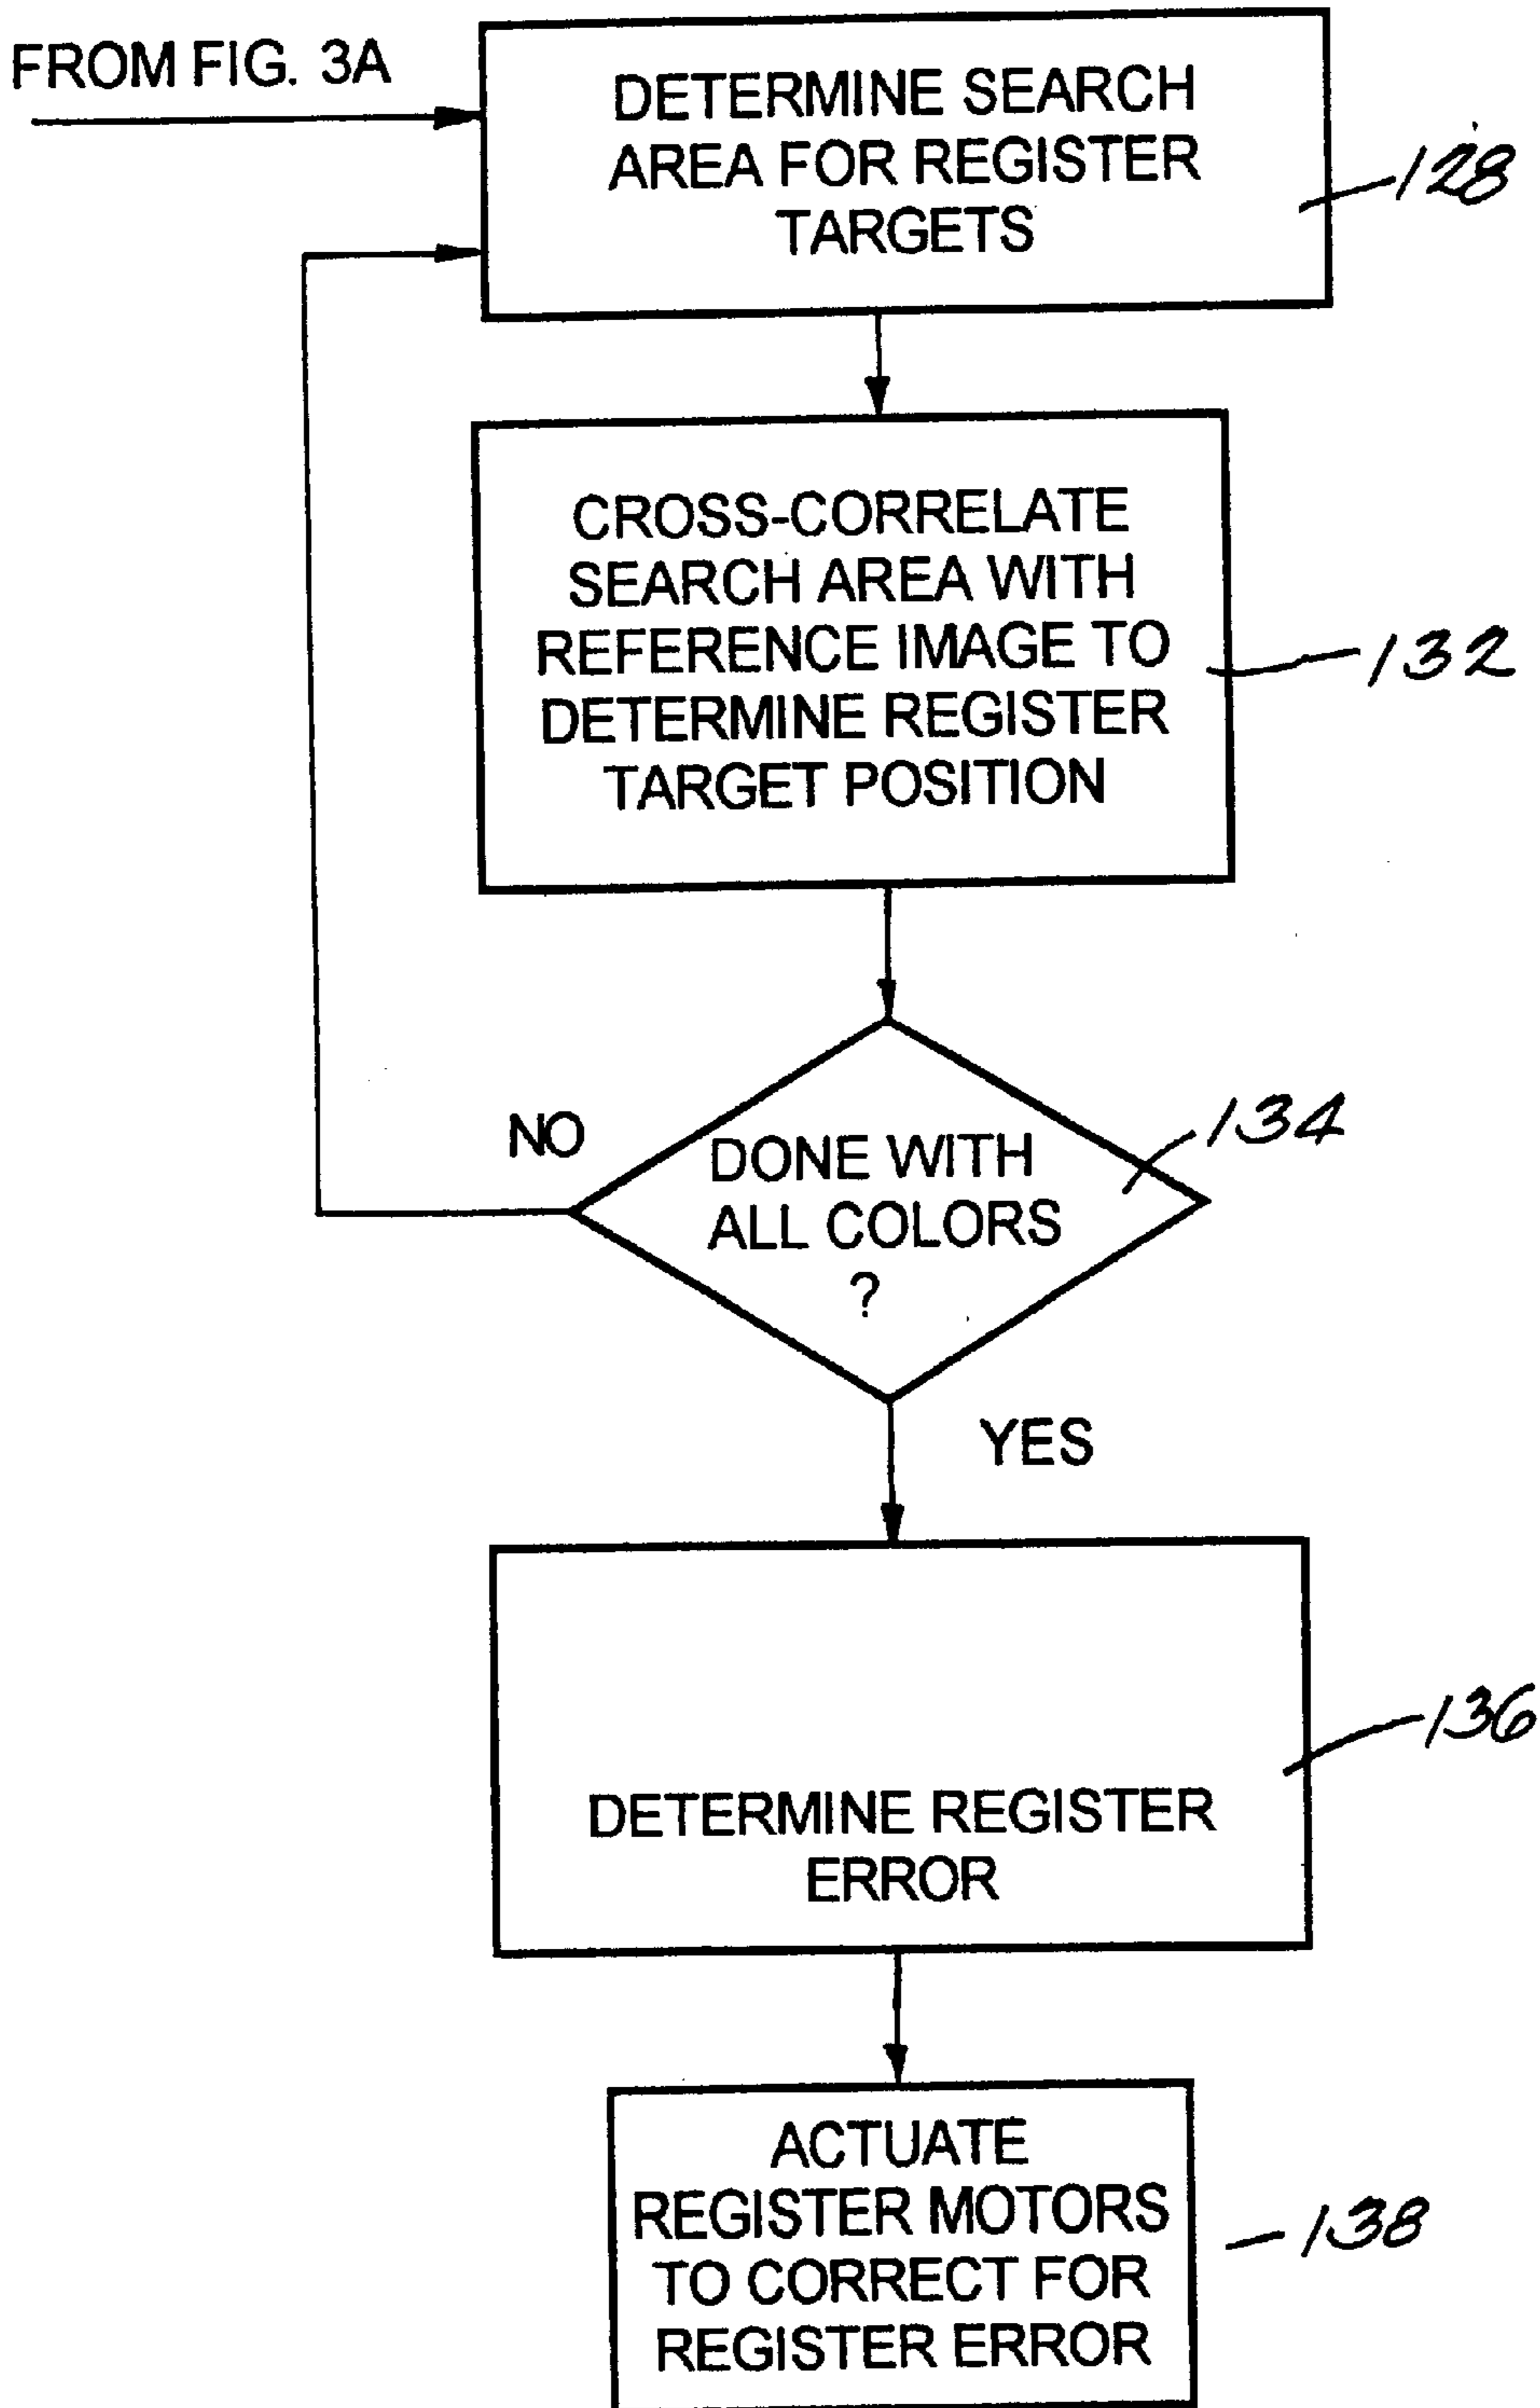 FROM FIG. 3A
DETERMINE SEARCH
AREA FOR REGISTER
TARGETS
128
CROSS-CORRELATE
SEARCH AREA WITH
REFERENCE IMAGE TO
DETERMINE REGISTER
TARGET POSITION
132
NO
DONE WITH
ALL COLORS
?
134
YES
DETERMINE REGISTER
ERROR
136
ACTUATE
REGISTER MOTORS
TO CORRECT FOR
REGISTER ERROR
138